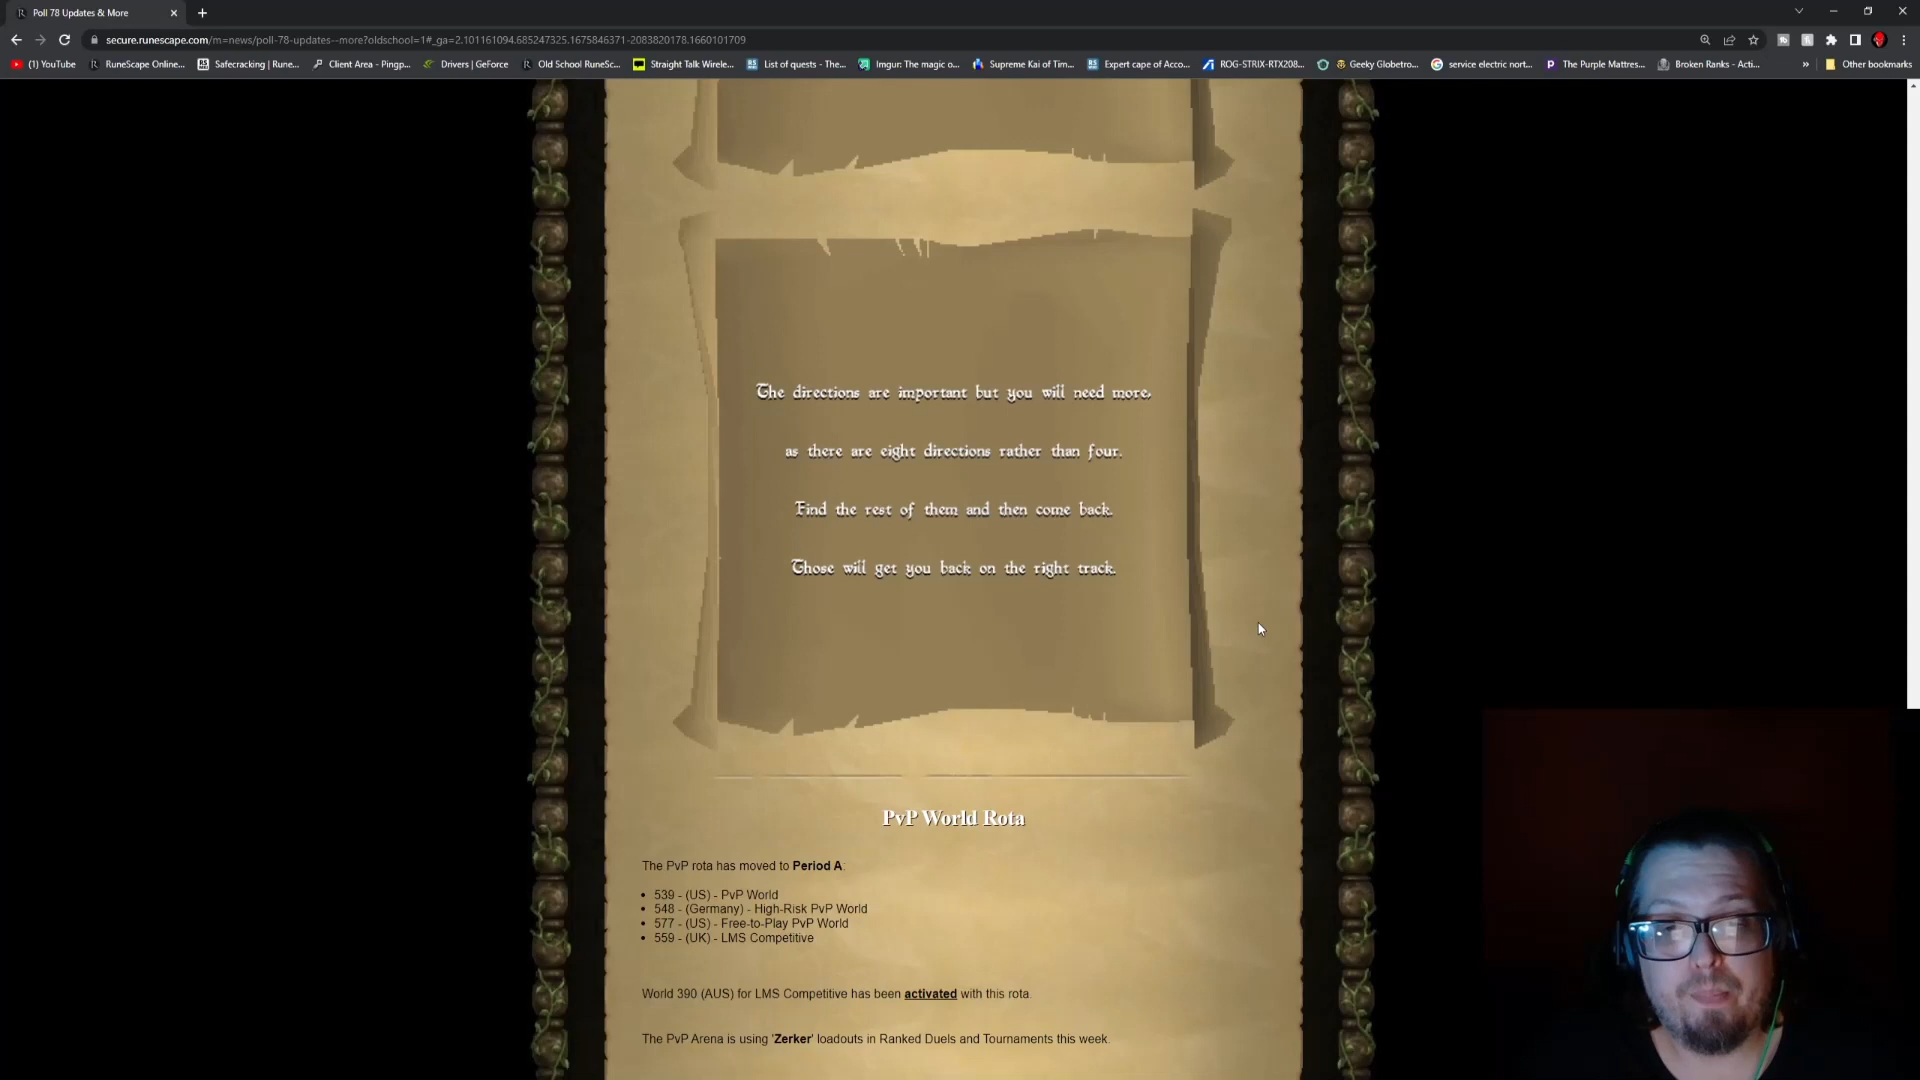 Poll 78 Updates & More
secure.runescape.com/m=news/poll-78-updates--more?oldschool=1#_ga=2.101161094.685247325.1675846371-2083820178.1660101709
(1) YouTube
RuneScape Online...
Safecracking | Rune...
Client Area - Pingp...
Drivers | GeForce
Old School RuneSc...
Straight Talk Wirele...
List of quests - The...
Imgur: The magic o...
Supreme Kai of Tim...
Expert cape of Acco...
ROG-STRIX-RTX208...
Geeky Globetro...
service electric nort...
The Purple Mattres...
Broken Ranks - Acti...
»
Other bookmarks
The directions are important but you will need more,
as there are eight directions rather than four.
Find the rest of them and then come back.
Those will get you back on the right track.
PvP World Rota
The PvP rota has moved to Period A:
• 539 - (US) - PvP World
• 548 - (Germany) - High-Risk PvP World
• 577 - (US) - Free-to-Play PvP World
• 559 - (UK) - LMS Competitive
World 390 (AUS) for LMS Competitive has been activated with this rota.
The PvP Arena is using 'Zerker' loadouts in Ranked Duels and Tournaments this week.